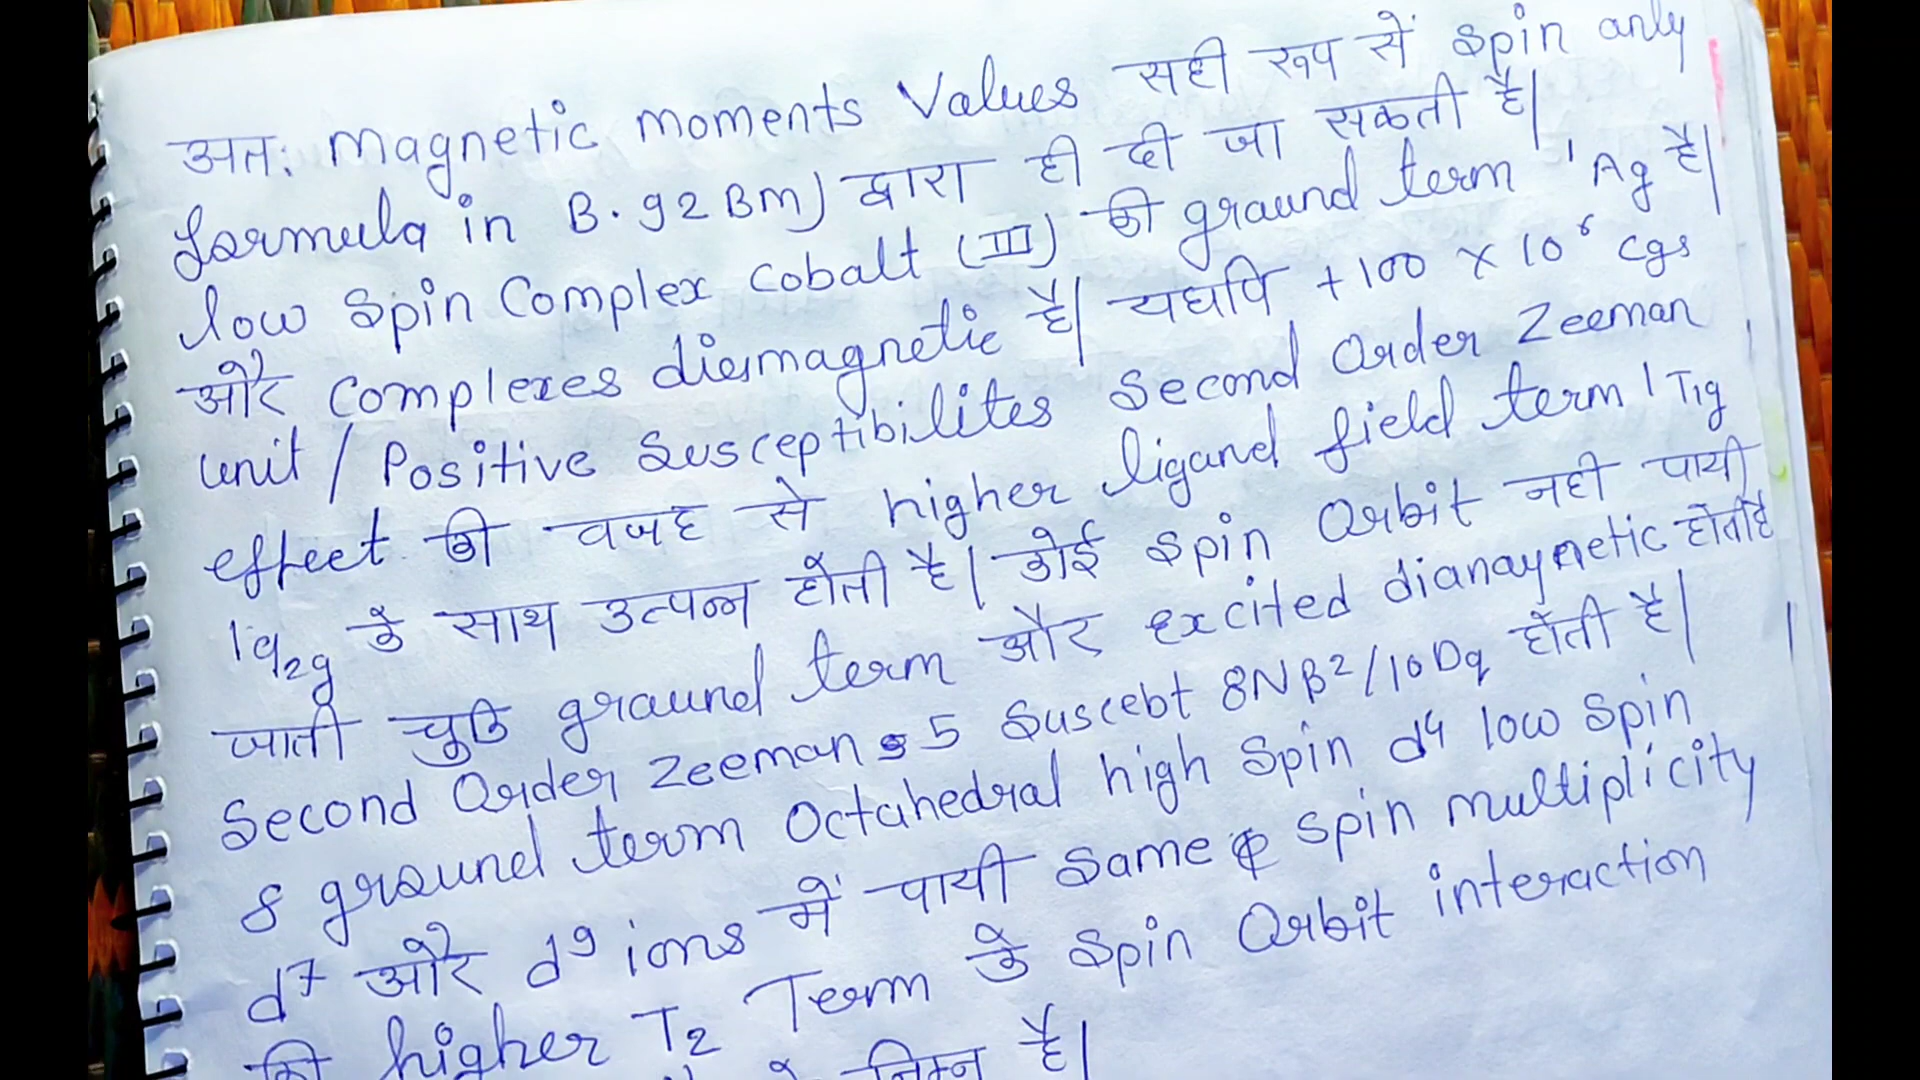 अतः magnetic moments Values सही रूप से spin only
formula in B.92 Bm) द्वारा ही दी जा सकती है।
low spin Complex cobalt (III) की ground term ¹Ag है।
और Complexes diamagnetic है। यद्यपि +100 x 10⁶ cgs
unit / Positive Susceptibilites Second Order Zeeman
effect की वजह से higher ligand field term ¹T₁g
¹q₂g के साथ उत्पन्न होती है। कोई spin Orbit नही पायी
जाती चुकि ground term और excited dianaynetic होतीहै
Second Order Zeeman 5 Suscebt 8Nβ²/10Dq होती है।
8 ground term Octahedral high spin d⁴ low spin
d⁷ और d⁹ ions में पायी same spin multiplicity
की higher T₂ Term के Spin Orbit interaction
निम्न है।